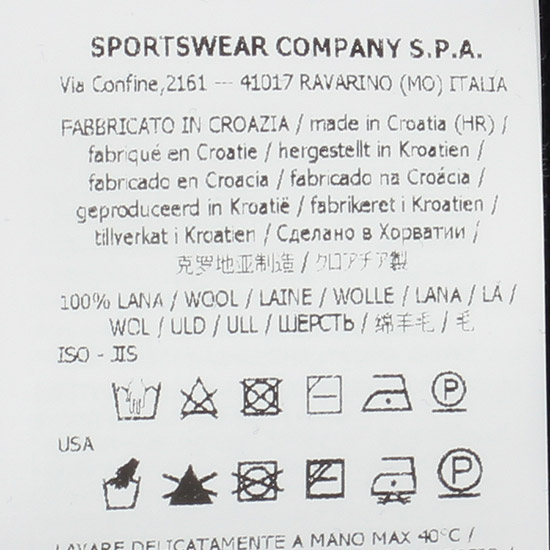 SPORTSWEAR COMPANY S.P.A.
Via Confine,2161 --- 41017 RAVARINO (MO) ITALIA
FABBRICATO IN CROAZIA / made in Croatia (HR) /
fabriqué en Croatie / hergestellt in Kroatien /
fabricado en Croacia / fabricado na Croácia /
geproduceerd in Kroatië / fabrikeret i Kroatien /
tillverkat i Kroatien / Сделано в Хорватии /
克罗地亚制造 / クロアチア製
100% LANA / WOOL / LAINE / WOLLE / LANA / LÁ /
WOL / ULD / ULL / ШЕРСТЬ / 绵羊毛 / 毛
ISO - JIS
P
USA
P
LAVARE DELICATAMENTE A MANO MAX 40°C /